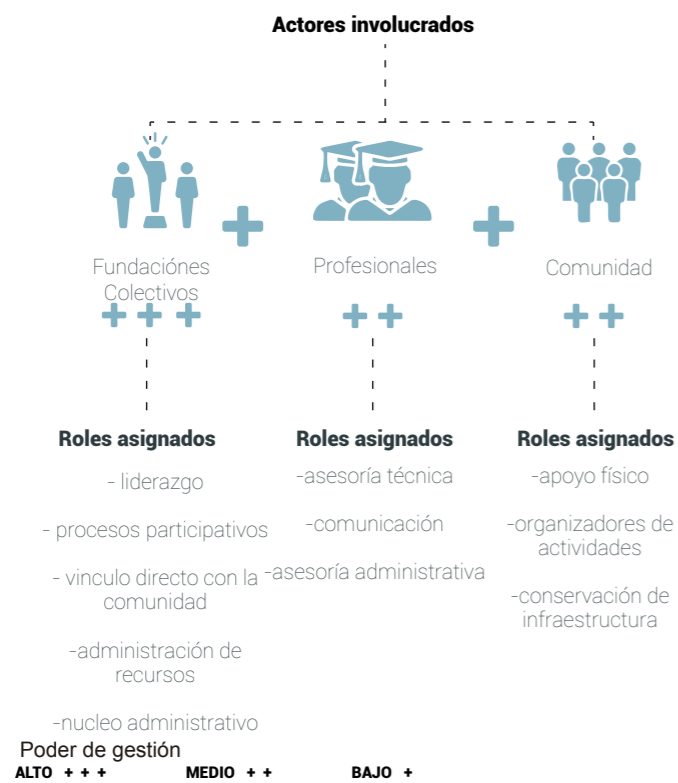 Actores involucrados
Fundaciónes
Colectivos
+ + +
Profesionales
+ +
Comunidad
+ +
+
+
Roles asignados
- liderazgo
- procesos participativos
- vinculo directo con la
comunidad
-administración de
recursos
-nucleo administrativo
Roles asignados
-asesoría técnica
-comunicación
-asesoría administrativa
Roles asignados
-apoyo físico
-organizadores de
actividades
-conservación de
infraestructura
Poder de gestión
ALTO + + + MEDIO + + BAJO +